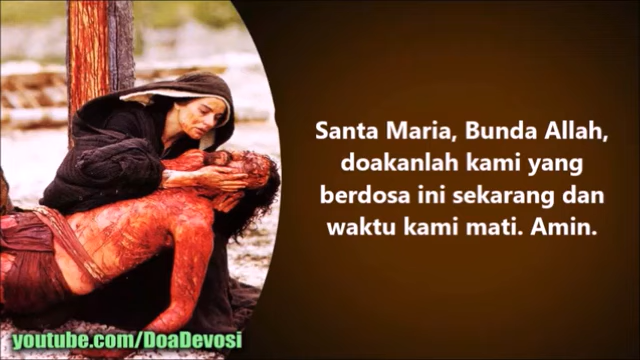 Santa Maria, Bunda Allah,
doakanlah kami yang
berdosa ini sekarang dan
waktu kami mati. Amin.
youtube.com/DoaDevosi